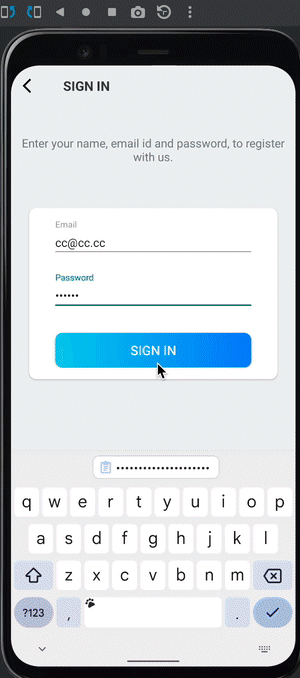 SIGN IN
Enter your name, email id and password, to register
with us.
Email
cc@cc.cc
Password
••••••
SIGN IN
•••••••••••••••••••••
q w e r t y u i o p
a s d f g h j k l
z x c v b n m
?123 , .